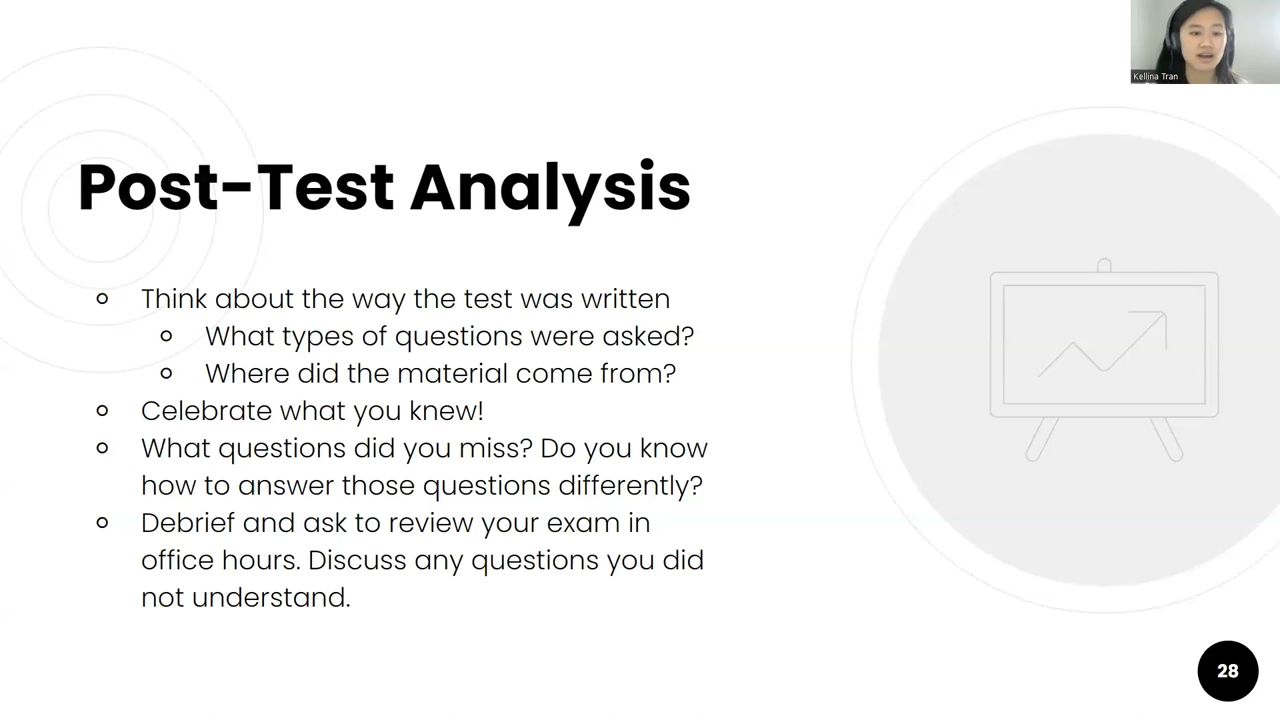 Kellina Tran
Post-Test Analysis
Think about the way the test was written
What types of questions were asked?
Where did the material come from?
Celebrate what you knew!
What questions did you miss? Do you know
how to answer those questions differently?
Debrief and ask to review your exam in
office hours. Discuss any questions you did
not understand.
28